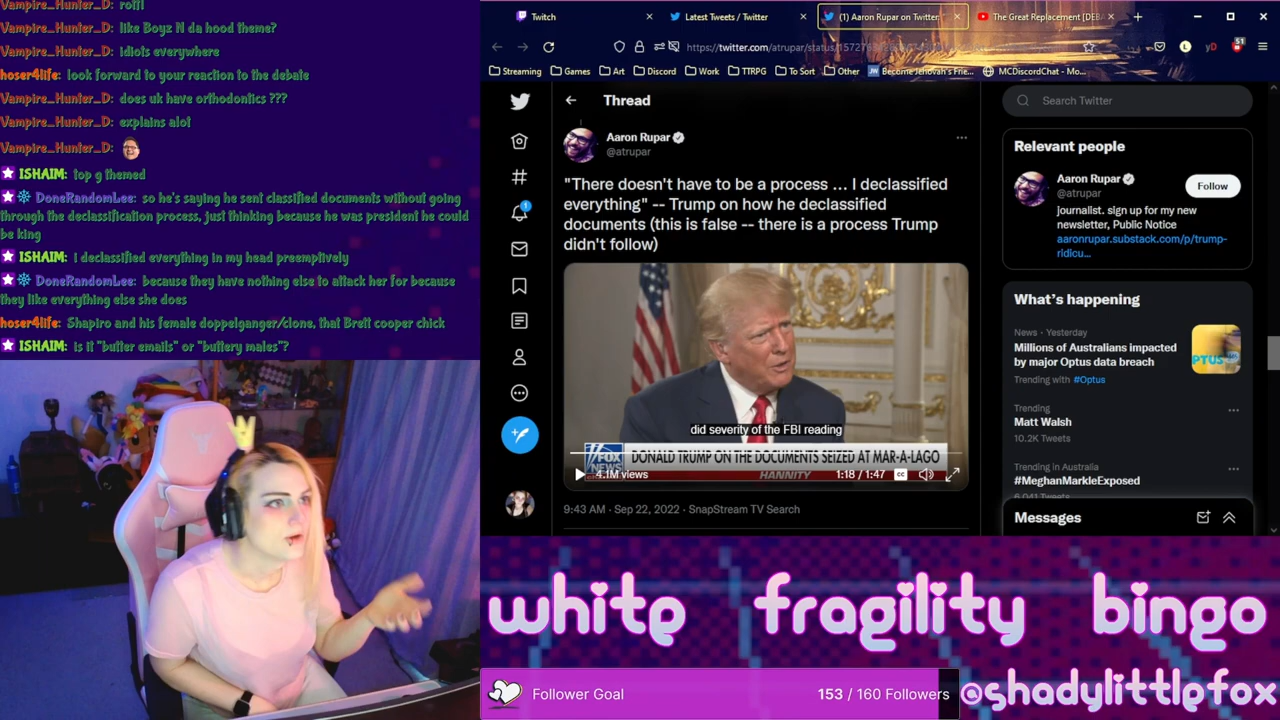 Vampire_Hunter_D: rofl!
Vampire_Hunter_D: like Boyz N da hood theme?
Vampire_Hunter_D: idiots everywhere
hoser4life: look forward to your reaction to the debate
Vampire_Hunter_D: does uk have orthodontics ???
Vampire_Hunter_D: explains alot
Vampire_Hunter_D:
ISHAIM: top g themed
DoneRandomLee: so he's saying he sent classified documents without going
through the declassification process, just thinking because he was president he could
be king
ISHAIM: I declassified everything in my head preemptively
DoneRandomLee: because they have nothing else to attack her for because
they like everything else she does
hoser4life: Shapiro and his female doppelganger/clone, that Brett cooper chick
ISHAIM: is it "butter emails" or "buttery males"?
Twitch
Latest Tweets / Twitter
(1) Aaron Rupar on Twitter:
The Great Replacement [DEBA
https://twitter.com/atrupar/status/1572
51
Streaming
Games
Art
Discord
Work
TTRPG
To Sort
Other
Become Jehovah's Frie...
MCDiscordChat - Mo...
Thread
Search Twitter
Aaron Rupar
@atrupar
"There doesn't have to be a process ... I declassified
everything" -- Trump on how he declassified
documents (this is false -- there is a process Trump
didn't follow)
did severity of the FBI reading
FOX
NEWS
DONALD TRUMP ON THE DOCUMENTS SEIZED AT MAR-A-LAGO
HANNITY
4.1M views
1:18 / 1:47
CC
9:43 AM · Sep 22, 2022 · SnapStream TV Search
1
Relevant people
Aaron Rupar
@atrupar
Follow
journalist. sign up for my new
newsletter, Public Notice
aaronrupar.substack.com/p/trump-
ridicu...
What's happening
News · Yesterday
Millions of Australians impacted
by major Optus data breach
Trending with #Optus
PTUS
Trending
Matt Walsh
10.2K Tweets
Trending in Australia
#MeghanMarkleExposed
6,041 Tweets
Messages
white fragility bingo
Follower Goal
153 / 160 Followers
@shadylittlefox